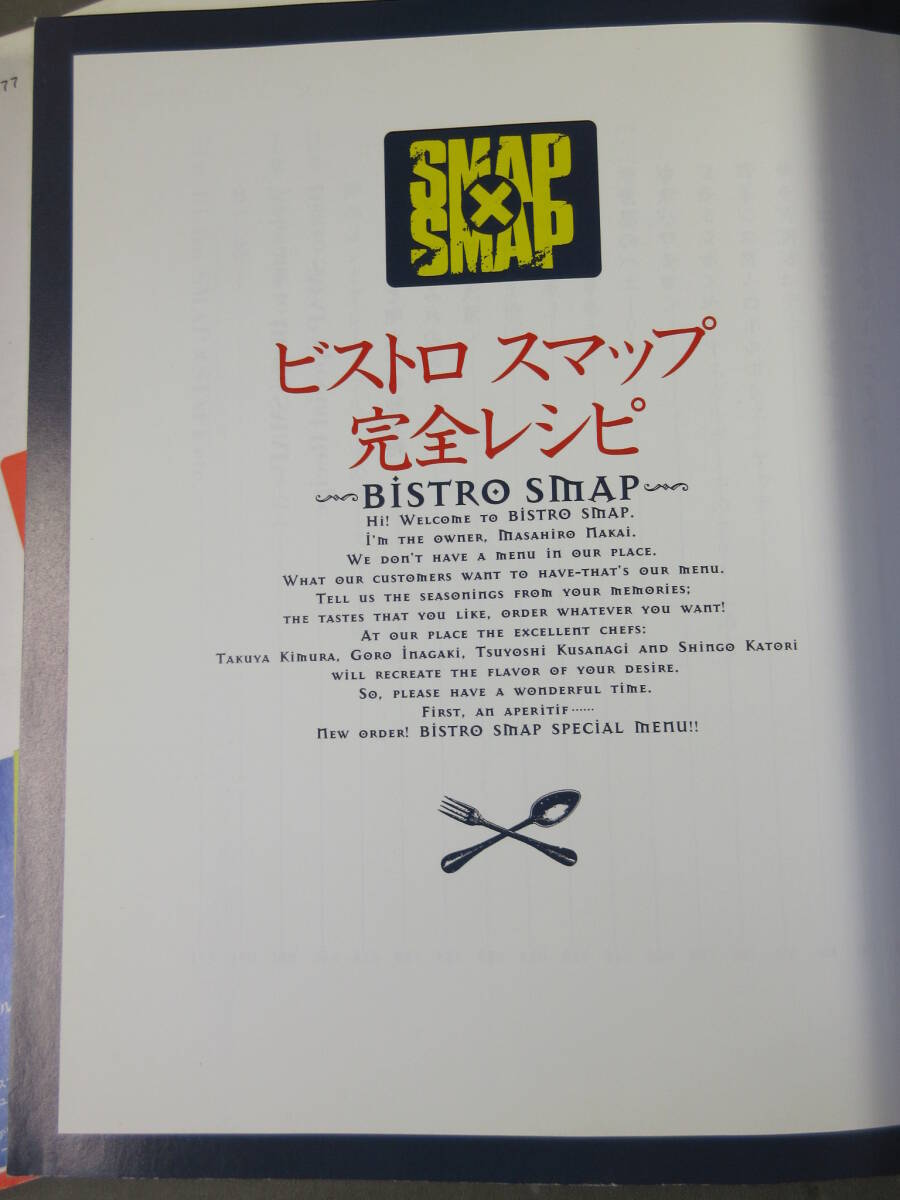 77
SMAP
×
SMAP
ビストロ スマップ
完全レシピ
BISTRO SMAP
Hi! Welcome to BISTRO SMAP.
I'm the owner, Masahiro Nakai.
We don't have a menu in our place.
What our customers want to have-that's our menu.
Tell us the seasonings from your memories;
the tastes that you like, order whatever you want!
At our place the excellent chefs:
Takuya Kimura, Goro Inagaki, Tsuyoshi Kusanagi and Shingo Katori
will recreate the flavor of your desire.
So, please have a wonderful time.
First, an aperitif……
New order! BISTRO SMAP SPECIAL MENU!!